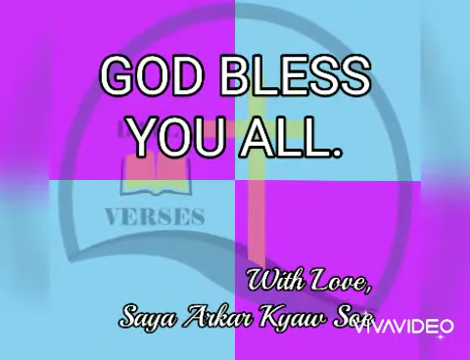 GOD BLESS
YOU ALL.
VERSES
With Love,
Saya Arkar Kyaw Soe
VIVAVIDEO